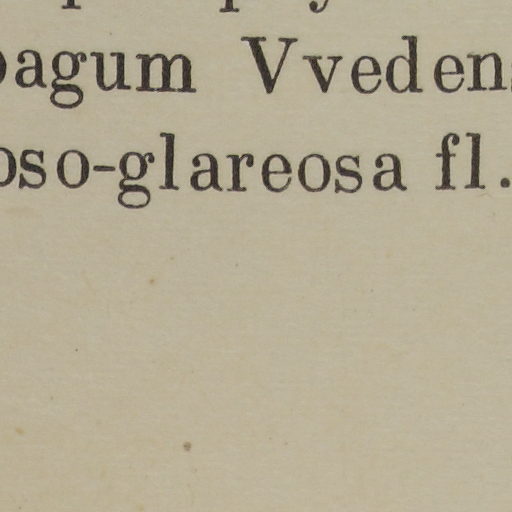 pagum Vveden
oso-glareosa fl.